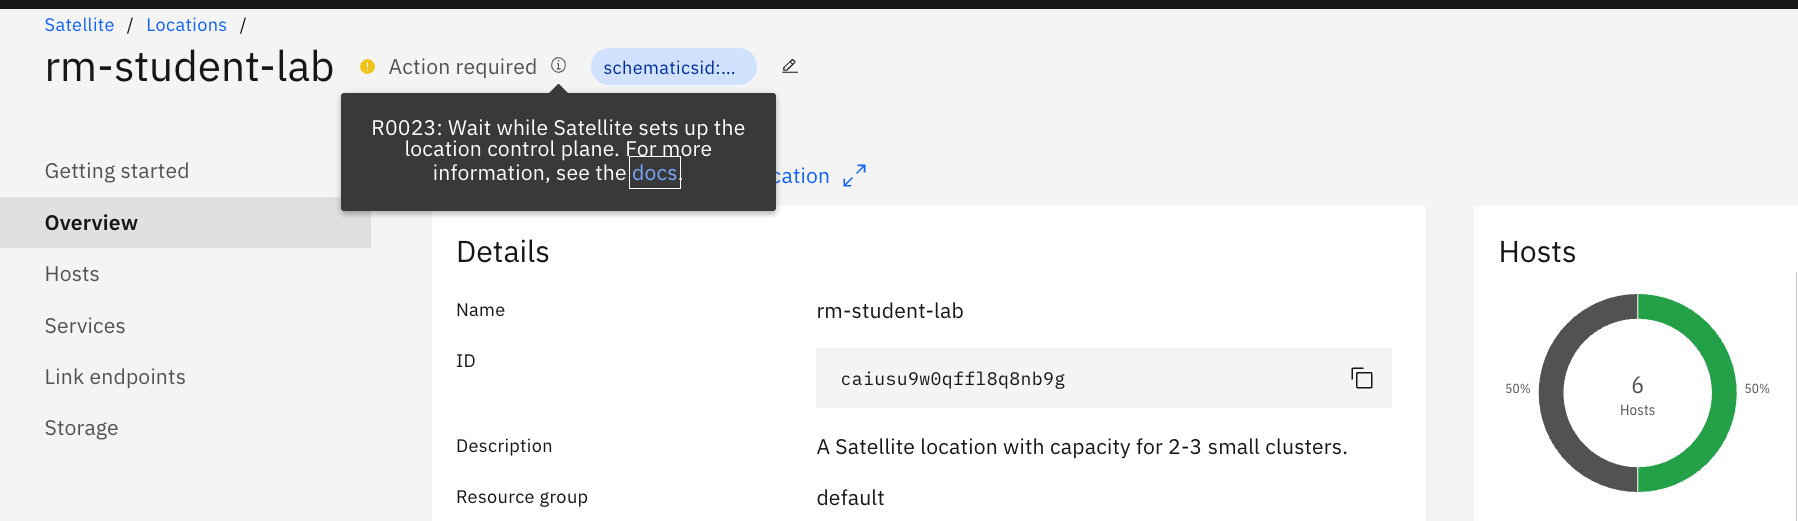 Satellite / Locations /
rm-student-lab Action required schematicsid:...
R0023: Wait while Satellite sets up the
location control plane. For more
information, see the docs.
cation
Getting started
Overview
Hosts
Services
Link endpoints
Storage
Details
Name rm-student-lab
ID caiusu9w0qffl8q8nb9g
Description A Satellite location with capacity for 2-3 small clusters.
Resource group default
Hosts
50%
6
Hosts
50%